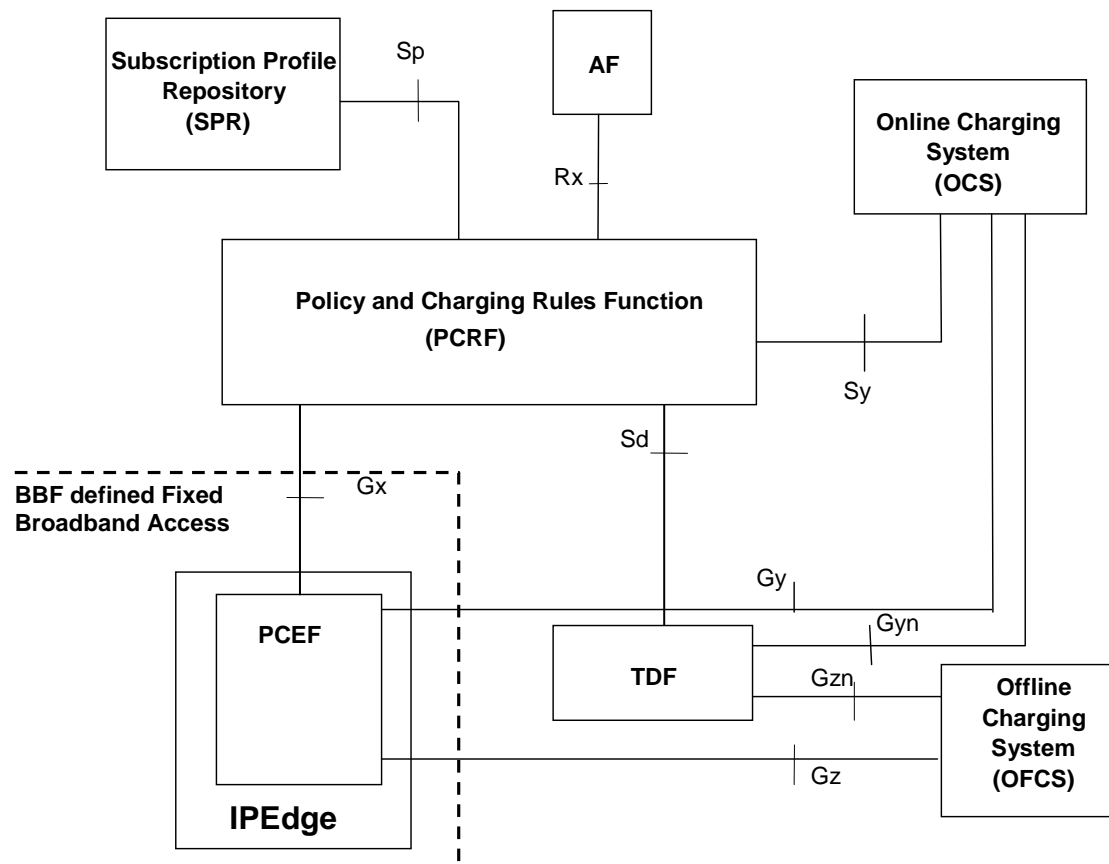 Subscription Profile
Repository
(SPR)
Sp
AF
Online Charging
System
(OCS)
Rx
Policy and Charging Rules Function
(PCRF)
Sy
Sd
Gx
BBF defined Fixed
Broadband Access
Gy
PCEF
Gyn
TDF
Gzn
Offline
Charging
System
(OFCS)
Gz
IPEdge